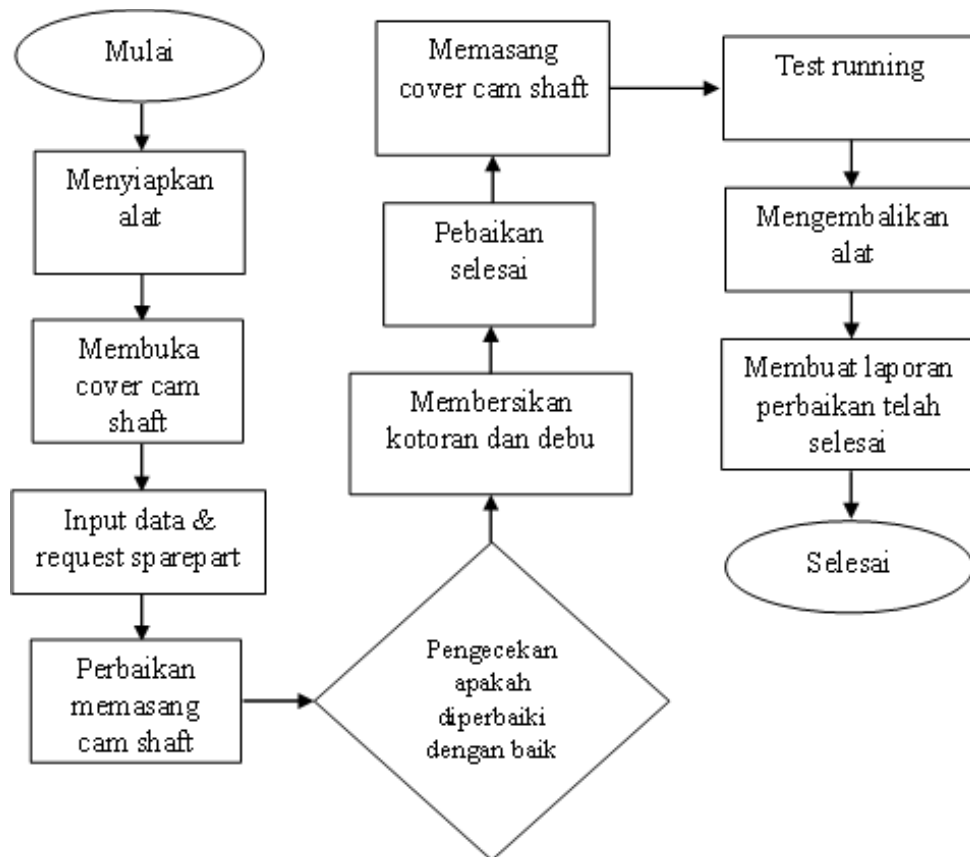 Mulai
Menyiapkan
alat
Membuka
cover cam
shaft
Input data &
request sparepart
Perbaikan
memasang
cam shaft
Pengecekan
apakah
diperbaiki
dengan baik
Membersikan
kotoran dan debu
Pebaikan
selesai
Memasang
cover cam shaft
Test running
Mengembalikan
alat
Membuat laporan
perbaikan telah
selesai
Selesai